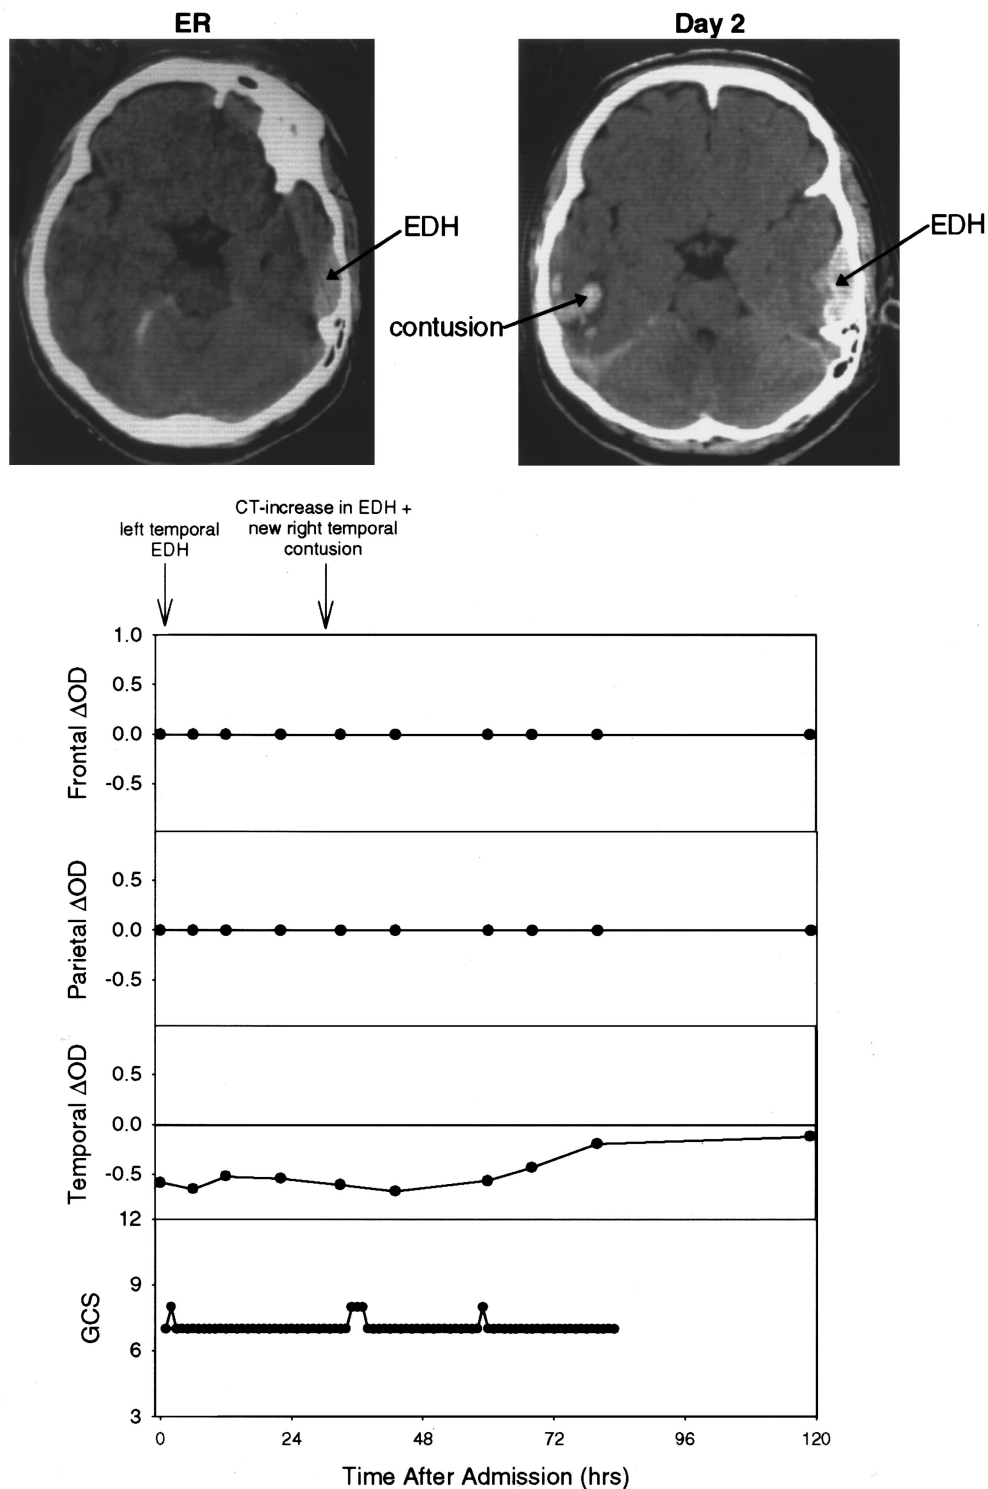 ER
Day 2
EDH
EDH
contusion
left temporal
EDH
CT-increase in EDH +
new right temporal
contusion
1.0
0.5
0.0
-0.5
Frontal ΔOD
0.5
0.0
-0.5
Parietal ΔOD
0.5
0.0
-0.5
Temporal ΔOD
12
9
6
3
GCS
0
24
48
72
96
120
Time After Admission (hrs)